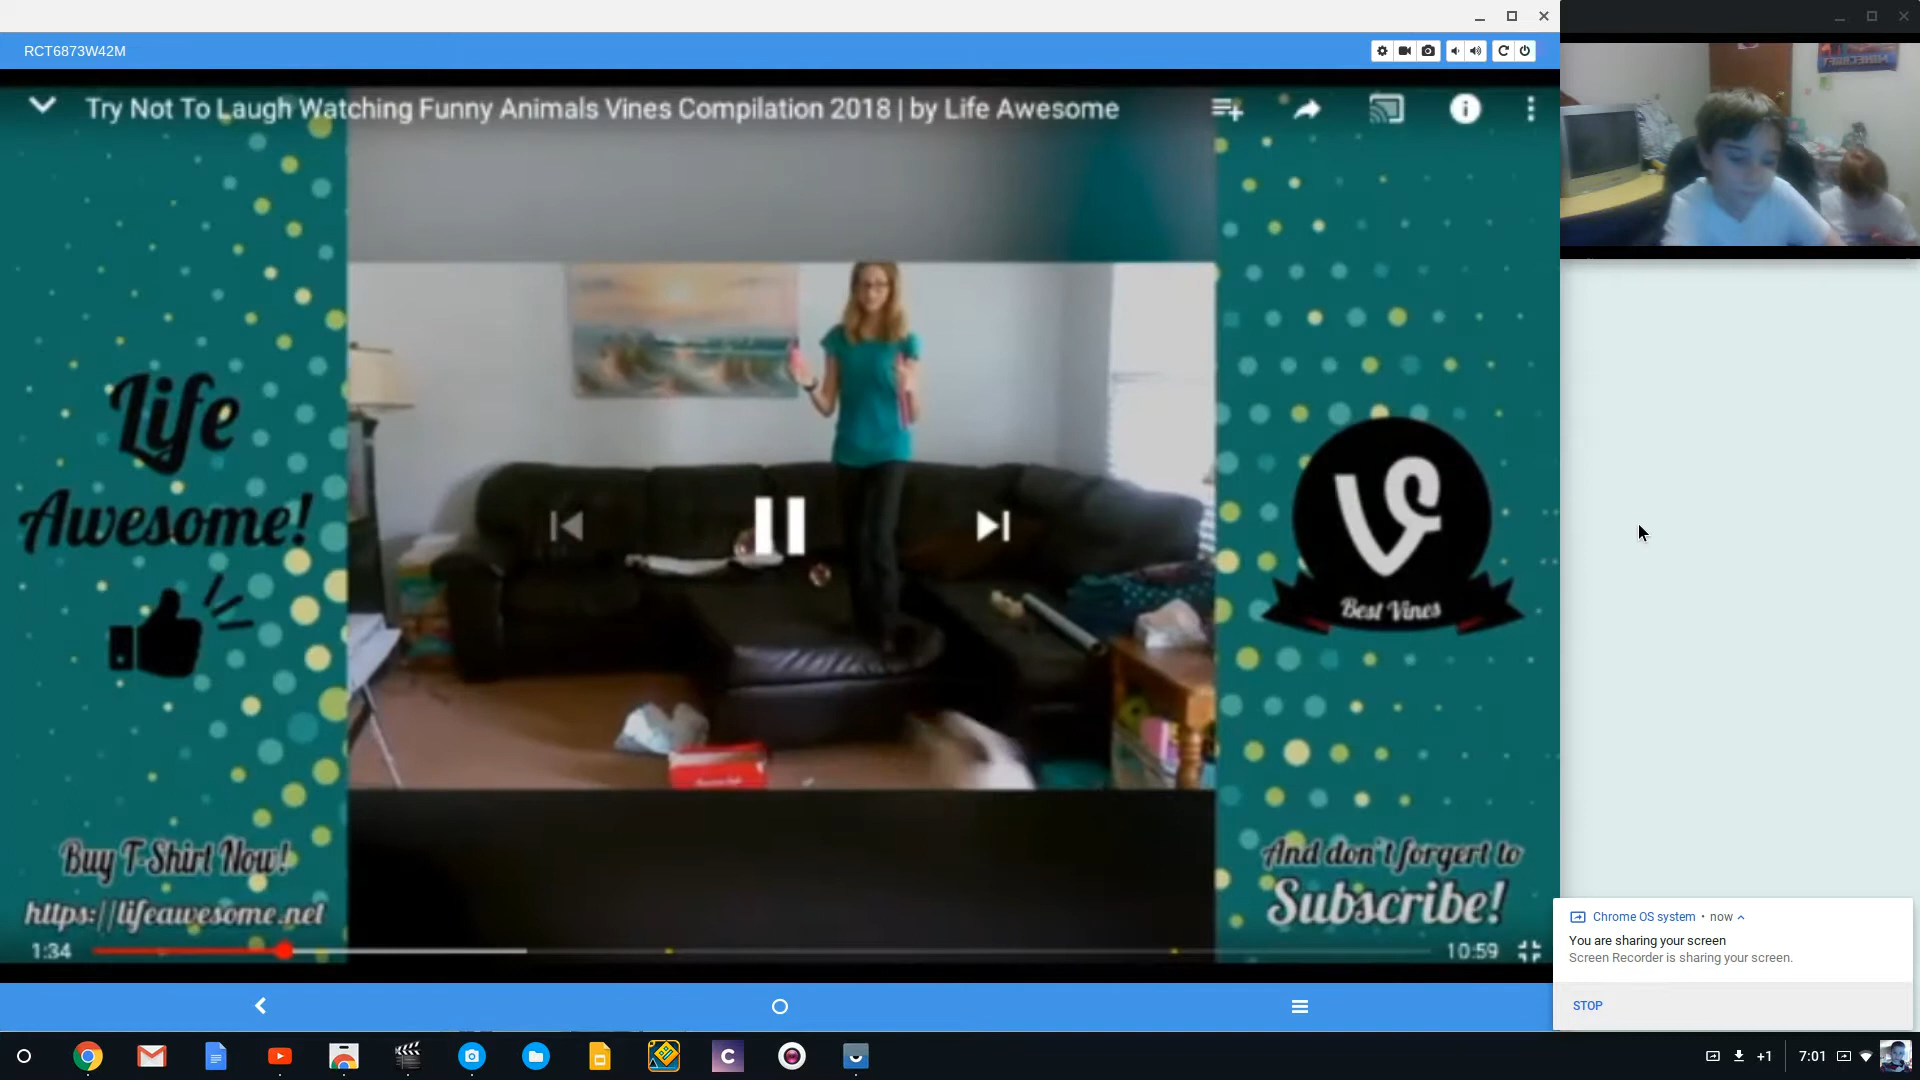 RCT6873W42M
Try Not To Laugh Watching Funny Animals Vines Compilation 2018 | by Life Awesome
Life
Awesome!
Best Vines
Buy T-Shirt Now!
https://lifeawesome.net
And don't forgert to
Subscribe!
1:34
10:59
Chrome OS system • now
You are sharing your screen
Screen Recorder is sharing your screen.
STOP
+1
7:01